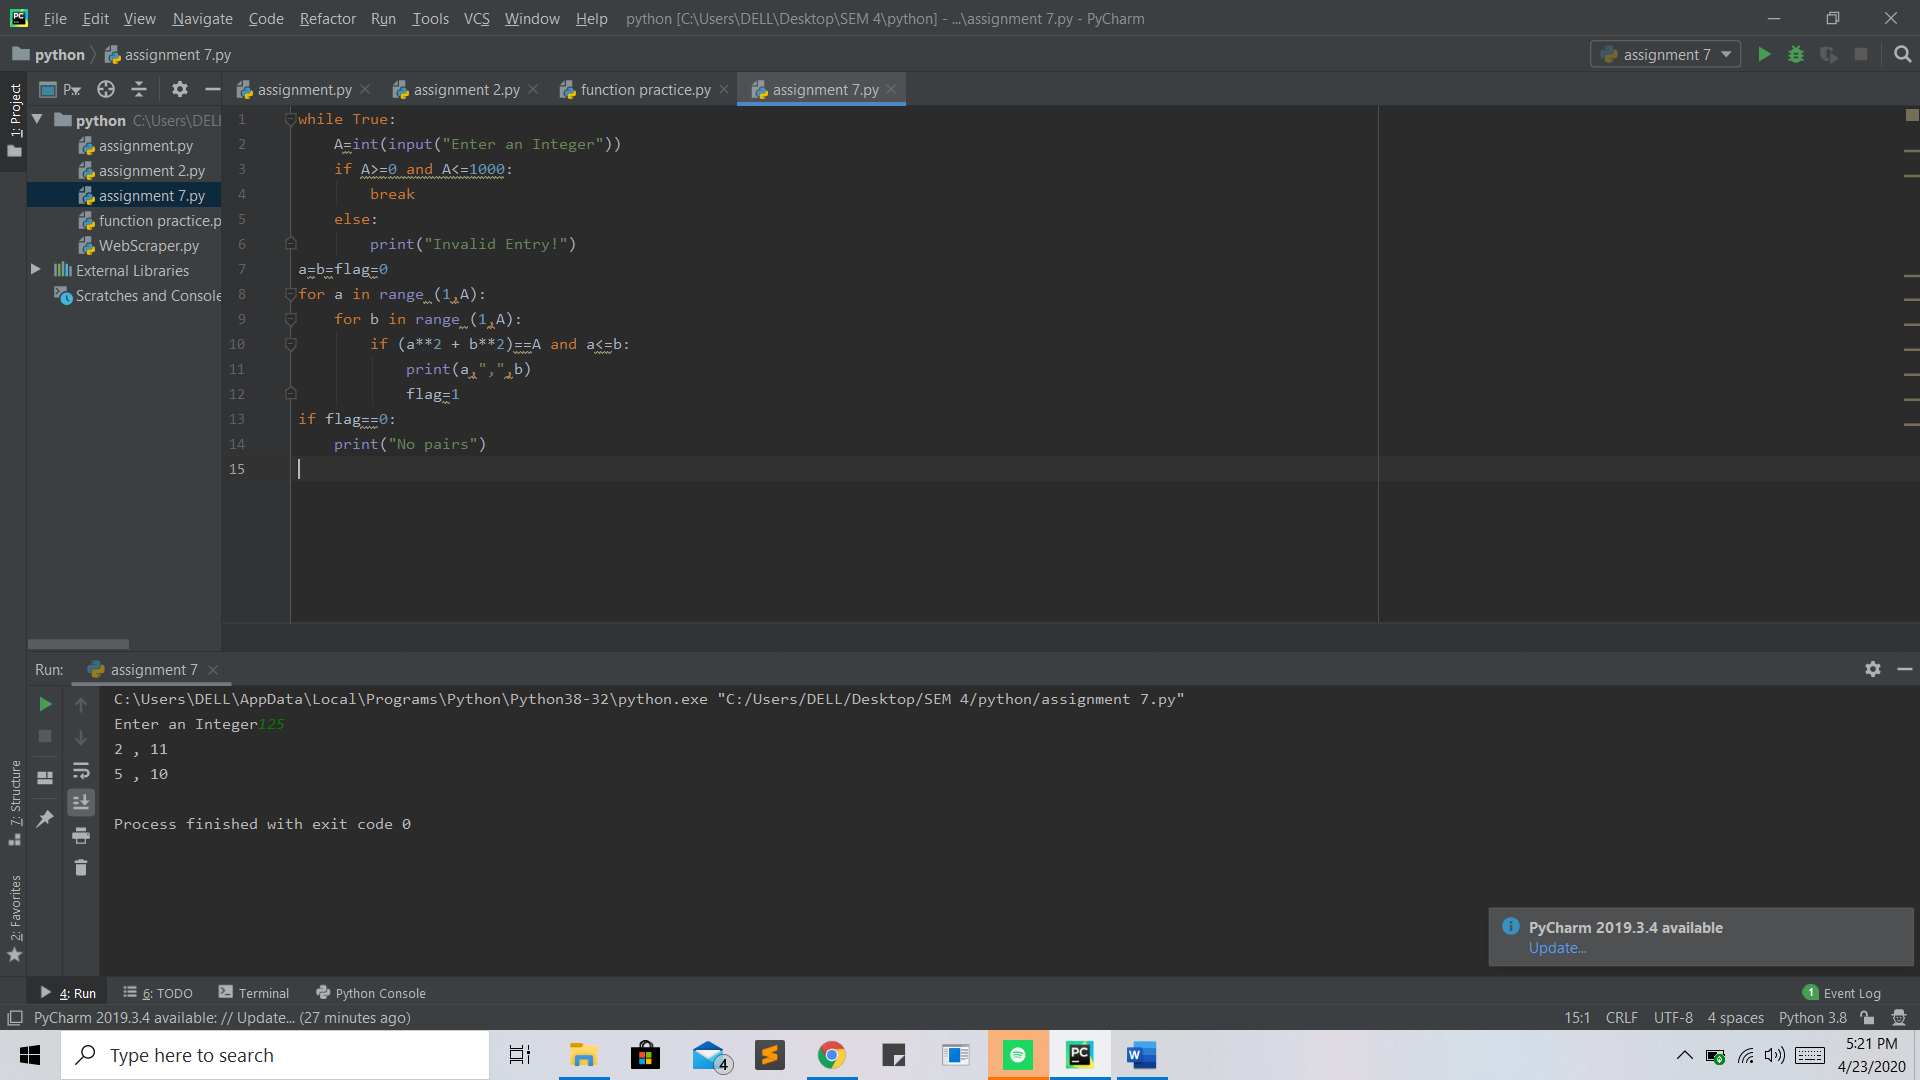 File Edit View Navigate Code Refactor Run Tools VCS Window Help python [C:\Users\DELL\Desktop\SEM 4\python] - ...\assignment 7.py - PyCharm
python assignment 7.py assignment 7
1: Project P... assignment.py assignment 2.py function practice.py assignment 7.py
python C:\Users\DELL
assignment.py
assignment 2.py
assignment 7.py
function practice.p
WebScraper.py
External Libraries
Scratches and Console
1 while True:
2 A=int(input("Enter an Integer"))
3 if A>=0 and A<=1000:
4 break
5 else:
6 print("Invalid Entry!")
7 a=b=flag=0
8 for a in range (1,A):
9 for b in range (1,A):
10 if (a**2 + b**2)==A and a<=b:
11 print(a,",",b)
12 flag=1
13 if flag==0:
14 print("No pairs")
15
Run: assignment 7
C:\Users\DELL\AppData\Local\Programs\Python\Python38-32\python.exe "C:/Users/DELL/Desktop/SEM 4/python/assignment 7.py"
Enter an Integer125
2 , 11
5 , 10
Process finished with exit code 0
7: Structure
2: Favorites
PyCharm 2019.3.4 available
Update...
4: Run 6: TODO Terminal Python Console 1 Event Log
PyCharm 2019.3.4 available: // Update... (27 minutes ago) 15:1 CRLF UTF-8 4 spaces Python 3.8
Type here to search 4 PC W 5:21 PM
4/23/2020